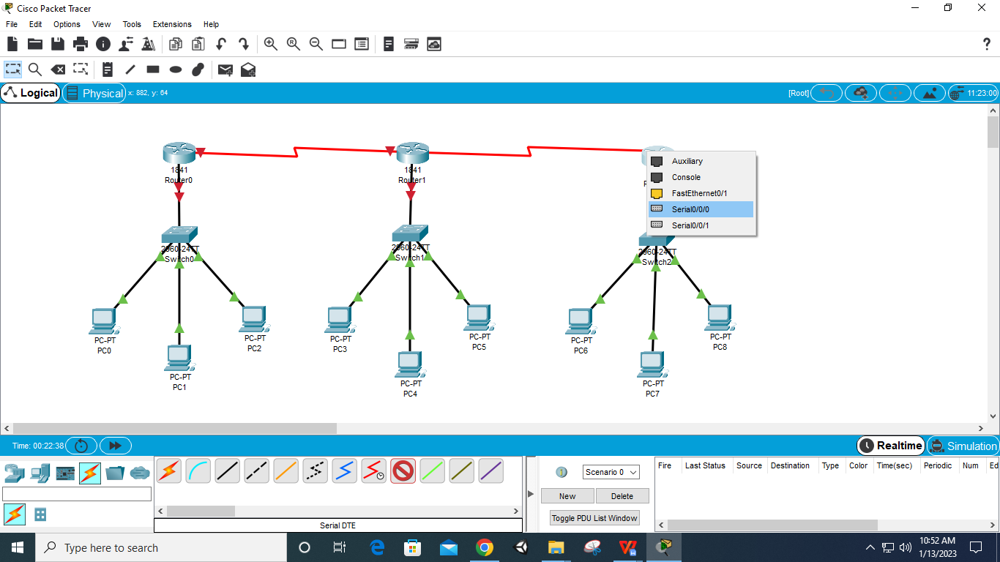 Cisco Packet Tracer
File Edit Options View Tools Extensions Help
Logical Physical x: 882, y: 64 [Root] 11:23:00
1841
Router0
1841
Router1
P
Auxiliary
Console
FastEthernet0/1
Serial0/0/0
Serial0/0/1
2960-24TT
Switch0
2960-24TT
Switch1
2960-24TT
Switch2
PC-PT
PC0
PC-PT
PC1
PC-PT
PC2
PC-PT
PC3
PC-PT
PC4
PC-PT
PC5
PC-PT
PC6
PC-PT
PC7
PC-PT
PC8
Time: 00:22:38 Realtime Simulation
Scenario 0
New Delete
Toggle PDU List Window
Fire Last Status Source Destination Type Color Time(sec) Periodic Num Ed
Serial DTE
Type here to search
10:52 AM
1/13/2023